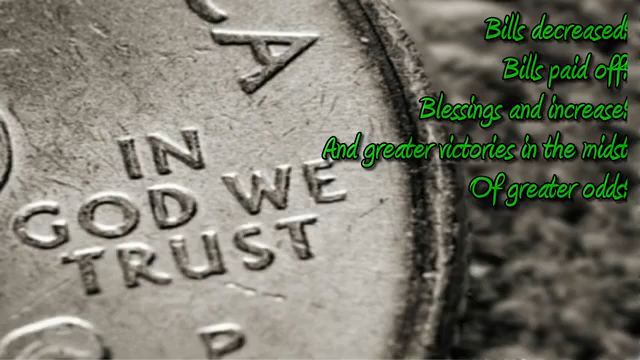 CA
IN
GOD WE
TRUST
P
Bills decreased!
Bills paid off!
Blessings and increase!
And greater victories in the midst
Of greater odds!